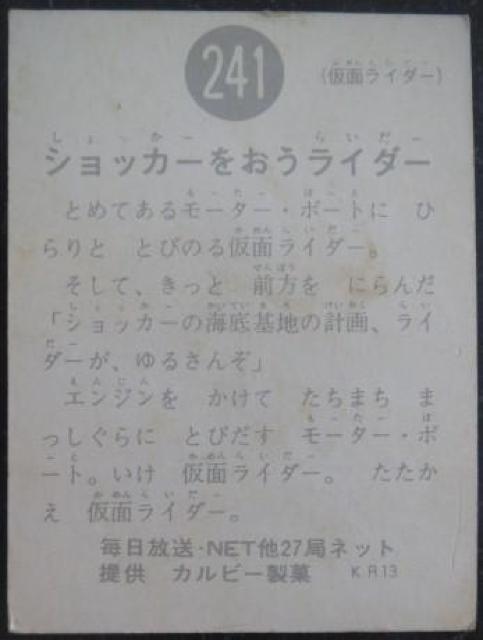 241
(仮面ライダー)
ショッカーをおうライダー
とめてあるモーター・ボートに ひ
らりと とびのる仮面ライダー。
そして、きっと 前方を にらんだ
「ショッカーの海底基地の計画、ライ
ダーが、ゆるさんぞ」
エンジンを かけて たちまち ま
っしぐらに とびだす モーター・ボ
ート。いけ 仮面ライダー。 たたか
え 仮面ライダー。
毎日放送・NET他27局ネット
提供 カルビー製菓 KR13